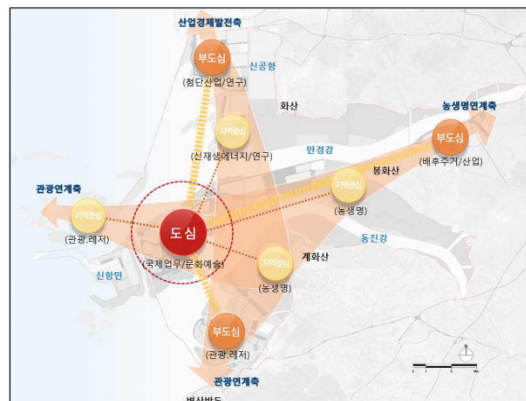 산업경제발전축
부도심
신공항
(첨단산업/연구)
화산
농생명연계축
지역중심
부도심
(신재생에너지/연구)
만경강
(배후주거/산업)
봉화산
관광연계축
지역중심
지역중심
(농생명)
(관광.레저)
도심
동진강
(국제업무/문화예술)
계화산
신항만
지역중심
(농생명)
부도심
(관광.레저)
관광연계축